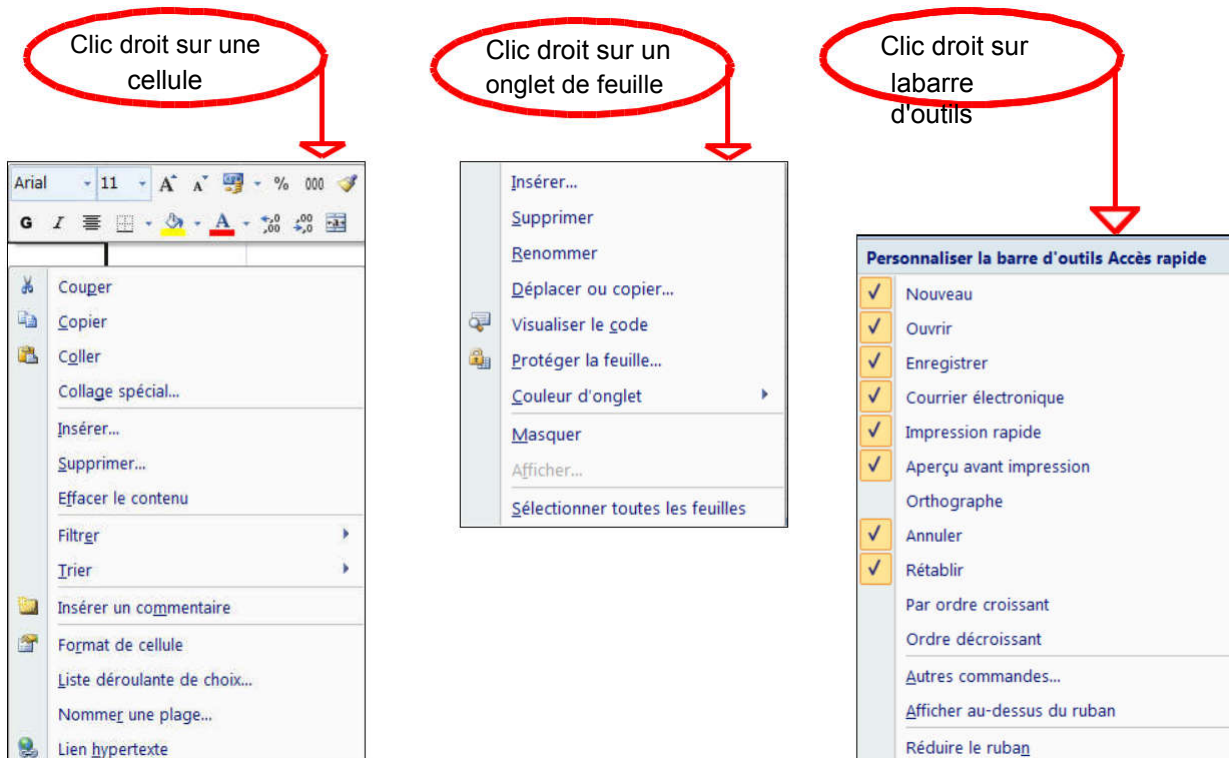 Clic droit sur une
cellule
Clic droit sur un
onglet de feuille
Clic droit sur
labarre
d'outils
Arial 11 A A % 000
G I A ,0 ,00 ,00 ,0 a
Couper
Copier
Coller
Collage spécial...
Insérer...
Supprimer...
Effacer le contenu
Filtrer
Trier
Insérer un commentaire
Format de cellule
Liste déroulante de choix...
Nommer une plage...
Lien hypertexte
Insérer...
Supprimer
Renommer
Déplacer ou copier...
Visualiser le code
Protéger la feuille...
Couleur d'onglet
Masquer
Afficher...
Sélectionner toutes les feuilles
Personnaliser la barre d'outils Accès rapide
Nouveau
Ouvrir
Enregistrer
Courrier électronique
Impression rapide
Aperçu avant impression
Orthographe
Annuler
Rétablir
Par ordre croissant
Ordre décroissant
Autres commandes...
Afficher au-dessus du ruban
Réduire le ruban